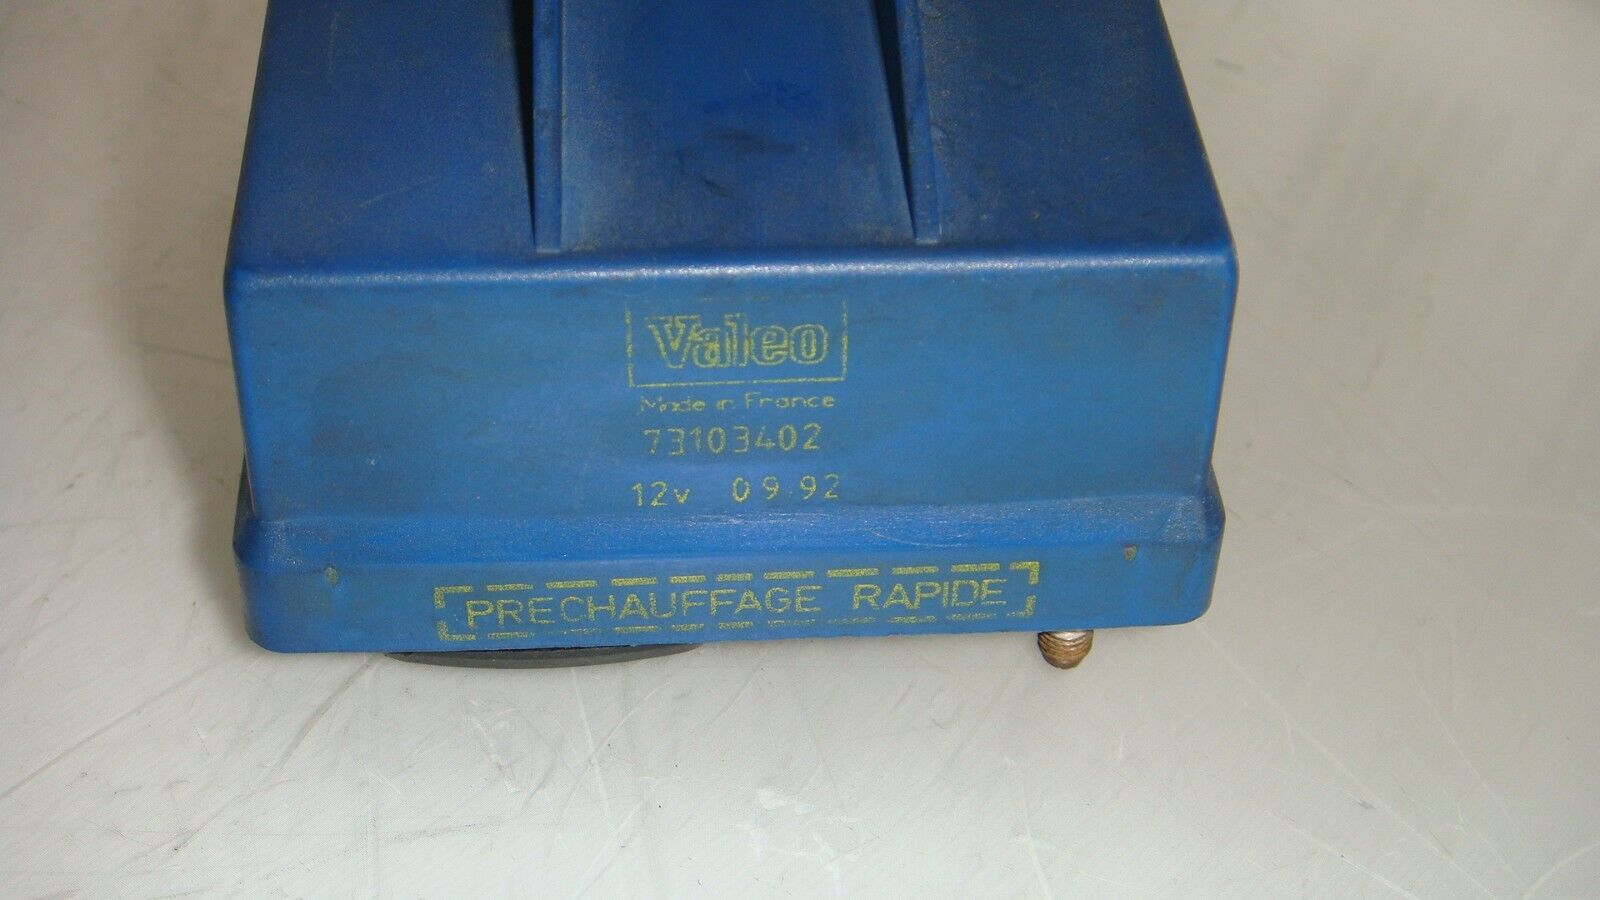 Valeo
Made in France
73103402
12v 09.92
PRECHAUFFAGE RAPIDE